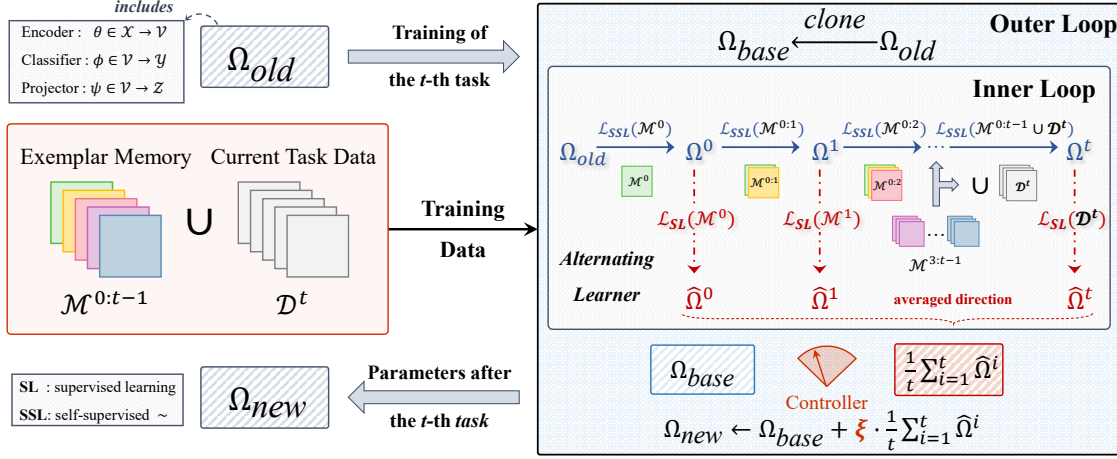 includes
Encoder : θ ∈ 𝒳 → 𝒱
Classifier : ϕ ∈ 𝒱 → 𝒴
Projector : ψ ∈ 𝒱 → 𝒵
Ω_old
Training of
the t-th task
Exemplar Memory
Current Task Data
∪
ℳ^{0:t−1}
𝒟^t
Training
Data
SL : supervised learning
SSL: self-supervised ~
Ω_new
Parameters after
the t-th task
Outer Loop
clone
Ω_base ← Ω_old
Inner Loop
ℒ_SSL(ℳ^0) ℒ_SSL(ℳ^{0:1}) ℒ_SSL(ℳ^{0:2}) ℒ_SSL(ℳ^{0:t−1} ∪ 𝓓^t)
Ω_old Ω^0 Ω^1 ... Ω^t
ℳ^0 ℳ^{0:1} ℳ^{0:2} ∪ 𝒟^t
ℒ_SL(ℳ^0) ℒ_SL(ℳ^1) ... ℒ_SL(𝓓^t)
ℳ^{3:t−1}
Alternating
Learner
Ω̂^0 Ω̂^1 averaged direction Ω̂^t
Ω_base
Controller
\frac{1}{t} ∑_{i=1}^{t} Ω̂^i
Ω_new ← Ω_base + ξ · \frac{1}{t} ∑_{i=1}^{t} Ω̂^i